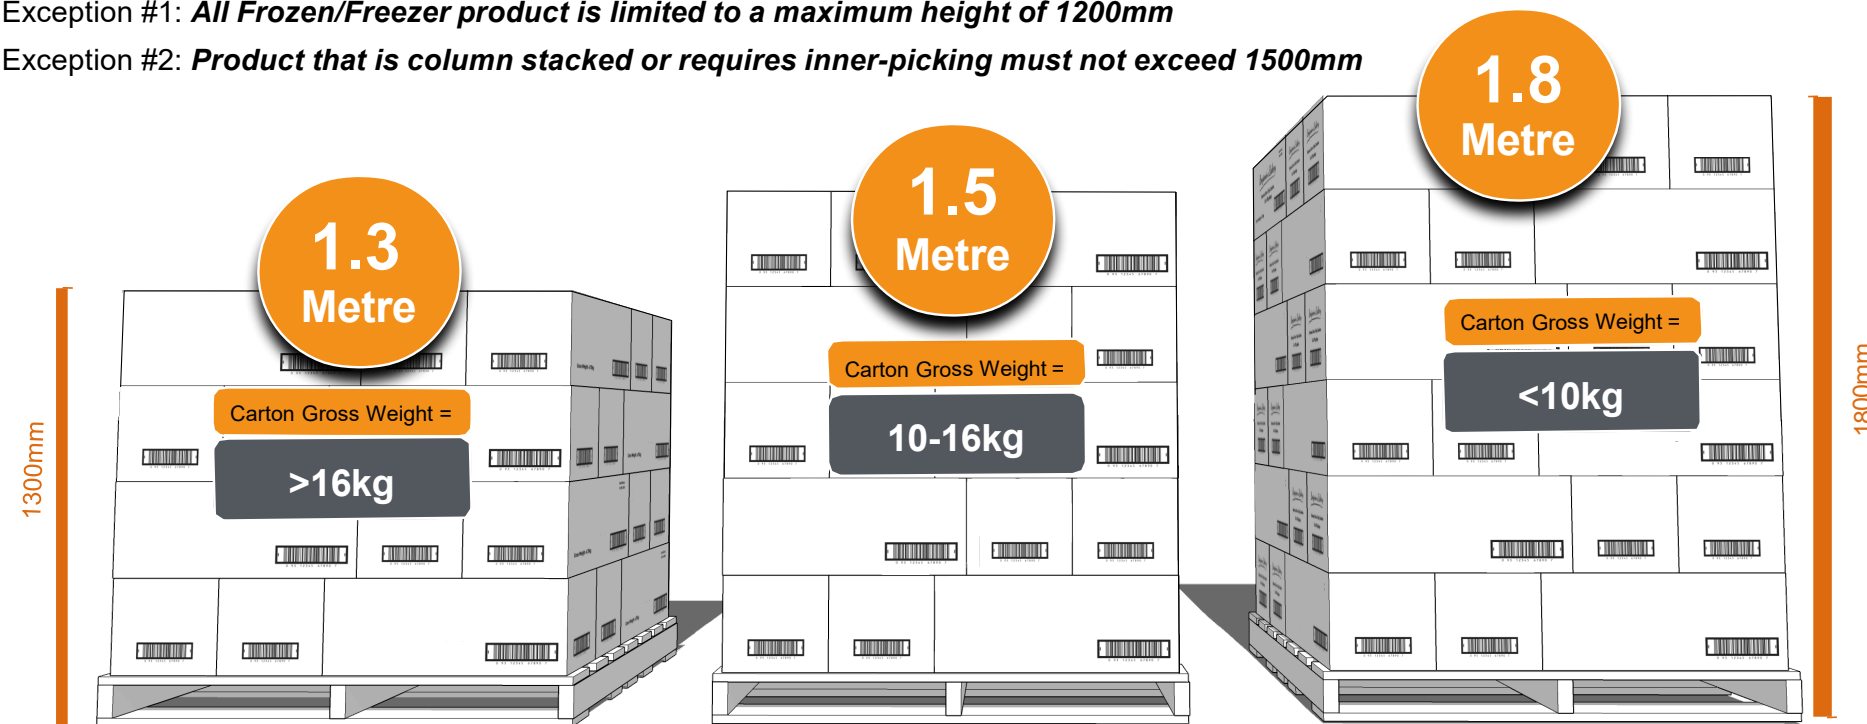 Exception #1: All Frozen/Freezer product is limited to a maximum height of 1200mm
Exception #2: Product that is column stacked or requires inner-picking must not exceed 1500mm
1.3
Metre
1.5
Metre
1.8
Metre
Carton Gross Weight =
>16kg
Carton Gross Weight =
10-16kg
Carton Gross Weight =
<10kg
1300mm
1800mm